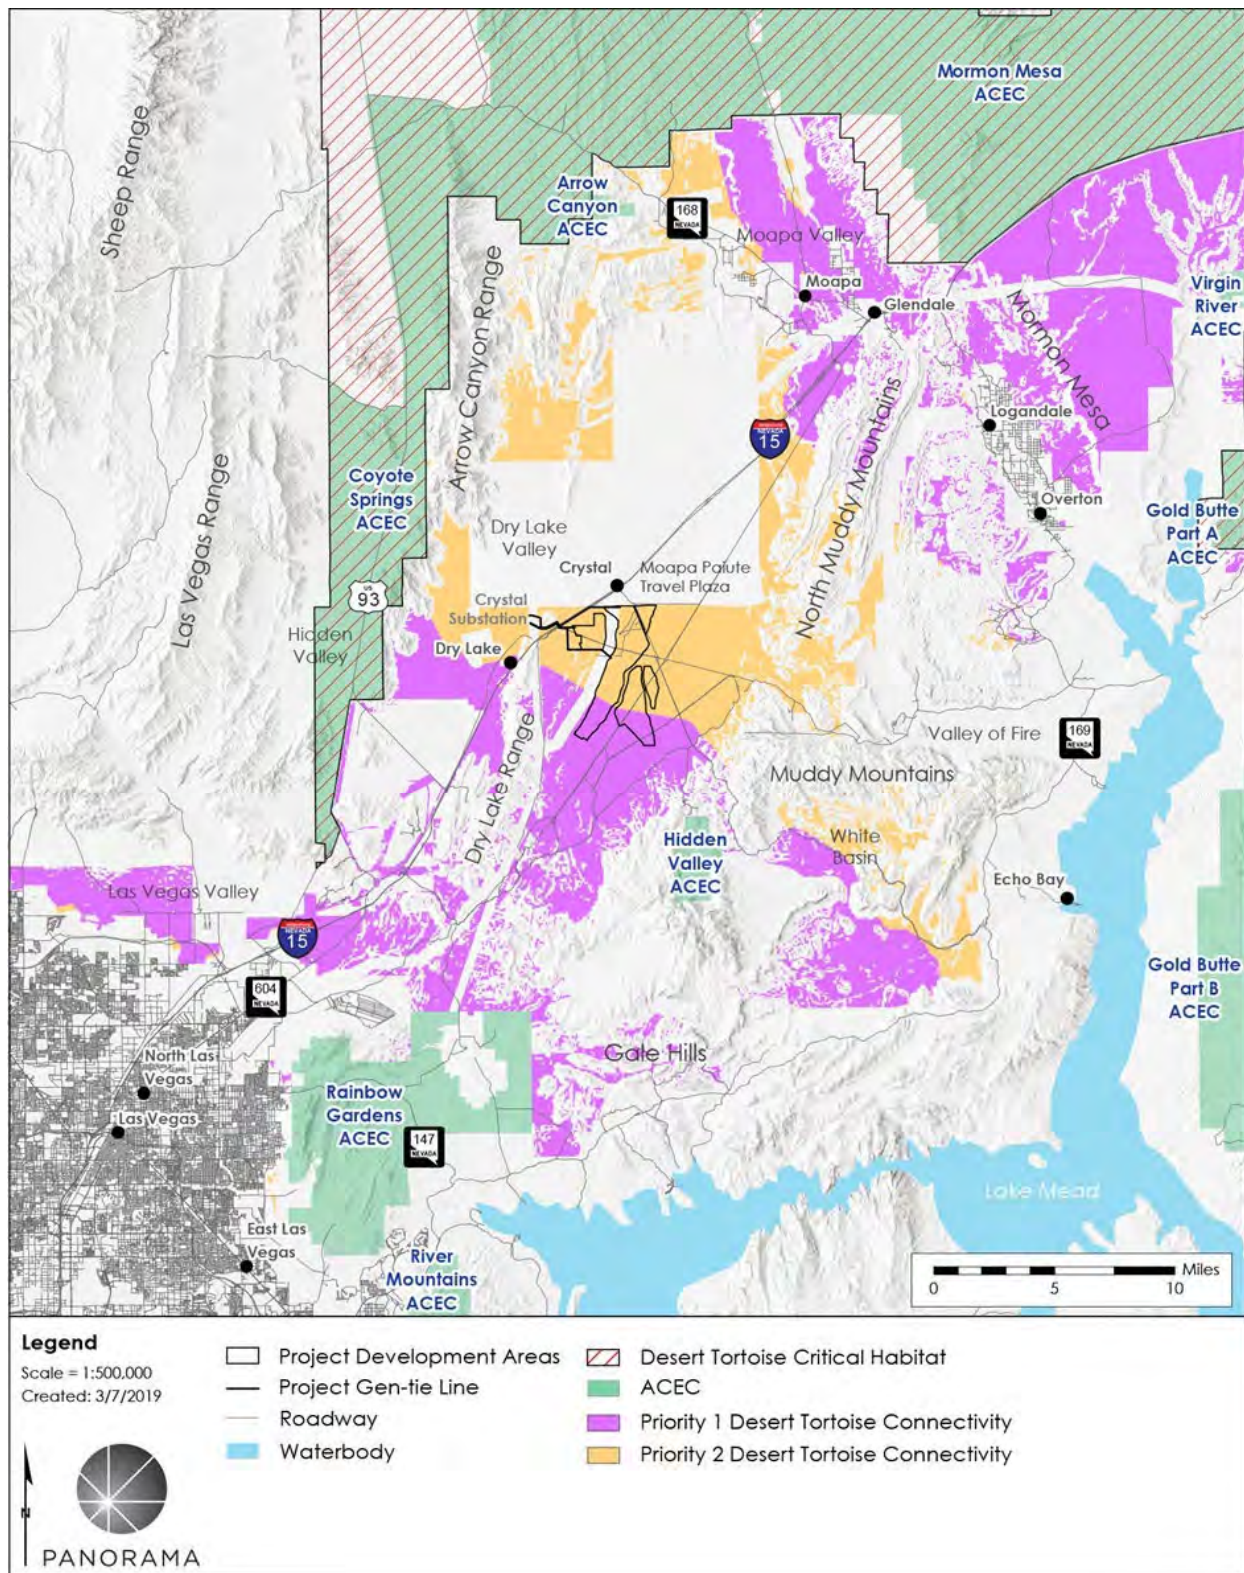 Mormon Mesa
ACEC
Sheep Range
Arrow
Canyon
ACEC
168
NEVADA
Moapa Valley
Moapa
Glendale
Virgin
River
ACEC
Mormon Mesa
Arrow Canyon Range
Logandale
NEVADA
15
North Muddy Mountains
Coyote
Springs
ACEC
Overton
Gold Butte
Part A
ACEC
Las Vegas Range
Dry Lake
Valley
Crystal
Moapa Paiute
Travel Plaza
US
93
Crystal
Substation
Hidden
Valley
Dry Lake
Dry Lake Range
Valley of Fire
169
NEVADA
Muddy Mountains
Hidden
Valley
ACEC
White
Basin
Echo Bay
Las Vegas Valley
NEVADA
15
604
NEVADA
Gold Butte
Part B
ACEC
North Las
Vegas
Las Vegas
Gale Hills
Rainbow
Gardens
ACEC
147
NEVADA
Lake Mead
East Las
Vegas
River
Mountains
ACEC
Miles
0 5 10
Legend
Scale = 1:500,000
Created: 3/7/2019
Project Development Areas
Project Gen-tie Line
Roadway
Waterbody
Desert Tortoise Critical Habitat
ACEC
Priority 1 Desert Tortoise Connectivity
Priority 2 Desert Tortoise Connectivity
N
PANORAMA